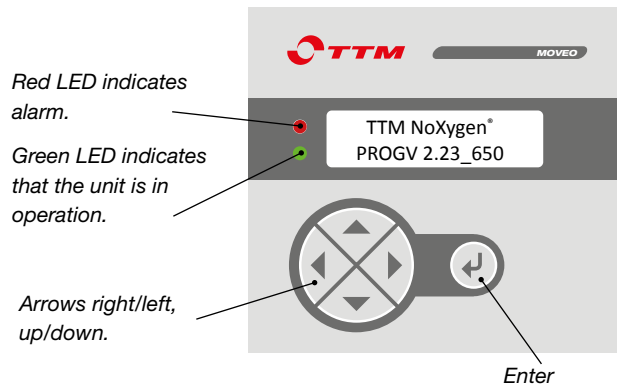 TTM
MOVEO
Red LED indicates
alarm.
TTM NoXygen®
PROGV 2.23_650
Green LED indicates
that the unit is in
operation.
Arrows right/left,
up/down.
Enter